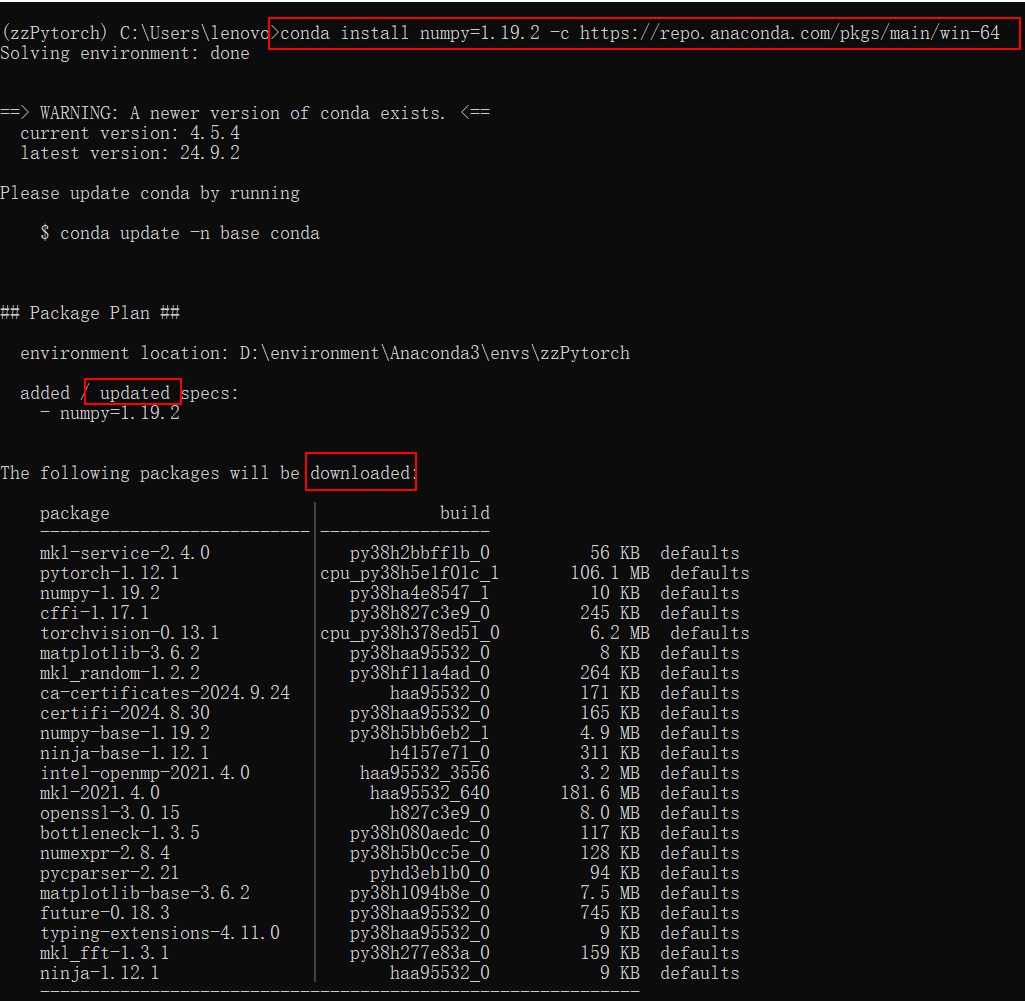 (zzPytorch) C:\Users\lenovo>conda install numpy=1.19.2 -c https://repo.anaconda.com/pkgs/main/win-64
Solving environment: done
==> WARNING: A newer version of conda exists. <==
current version: 4.5.4
latest version: 24.9.2
Please update conda by running
$ conda update -n base conda
## Package Plan ##
environment location: D:\environment\Anaconda3\envs\zzPytorch
added / updated specs:
- numpy=1.19.2
The following packages will be downloaded:
package | build
---------------------------|-----------------
mkl-service-2.4.0 | py38h2bbff1b_0 56 KB defaults
pytorch-1.12.1 |cpu_py38h5e1f01c_1 106.1 MB defaults
numpy-1.19.2 | py38ha4e8547_1 10 KB defaults
cffi-1.17.1 | py38h827c3e9_0 245 KB defaults
torchvision-0.13.1 |cpu_py38h378ed51_0 6.2 MB defaults
matplotlib-3.6.2 | py38haa95532_0 8 KB defaults
mkl_random-1.2.2 | py38hf11a4ad_0 264 KB defaults
ca-certificates-2024.9.24 | haa95532_0 171 KB defaults
certifi-2024.8.30 | py38haa95532_0 165 KB defaults
numpy-base-1.19.2 | py38h5bb6eb2_1 4.9 MB defaults
ninja-base-1.12.1 | h4157e71_0 311 KB defaults
intel-openmp-2021.4.0 | haa95532_3556 3.2 MB defaults
mkl-2021.4.0 | haa95532_640 181.6 MB defaults
openssl-3.0.15 | h827c3e9_0 8.0 MB defaults
bottleneck-1.3.5 | py38h080aedc_0 117 KB defaults
numexpr-2.8.4 | py38h5b0cc5e_0 128 KB defaults
pycparser-2.21 | pyhd3eb1b0_0 94 KB defaults
matplotlib-base-3.6.2 | py38h1094b8e_0 7.5 MB defaults
future-0.18.3 | py38haa95532_0 745 KB defaults
typing-extensions-4.11.0 | py38haa95532_0 9 KB defaults
mkl_fft-1.3.1 | py38h277e83a_0 159 KB defaults
ninja-1.12.1 | haa95532_0 9 KB defaults
------------------------------------------------------------